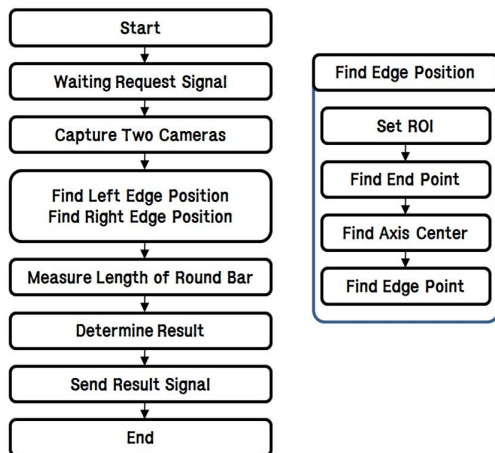 Start
Waiting Request Signal
Capture Two Cameras
Find Left Edge Position
Find Right Edge Position
Measure Length of Round Bar
Determine Result
Send Result Signal
End
Find Edge Position
Set ROI
Find End Point
Find Axis Center
Find Edge Point